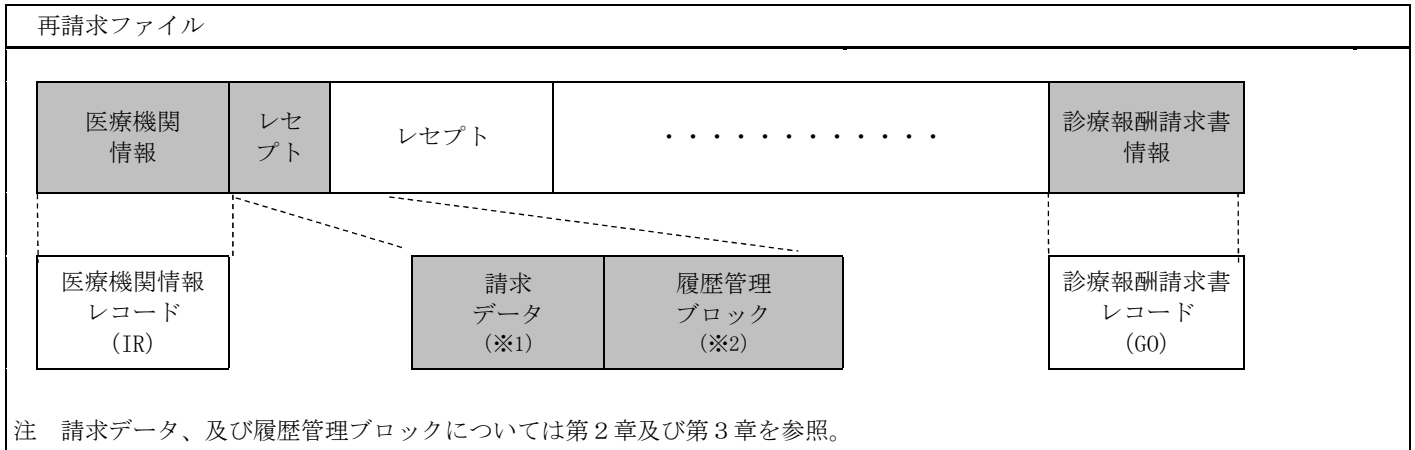 再請求ファイル
医療機関
情報
レセ
プト
レセプト
・・・・・・・・・・・・
診療報酬請求書
情報
医療機関情報
レコード
(IR)
請求
データ
(※1)
履歴管理
ブロック
(※2)
診療報酬請求書
レコード
(GO)
注　請求データ、及び履歴管理ブロックについては第２章及び第３章を参照。